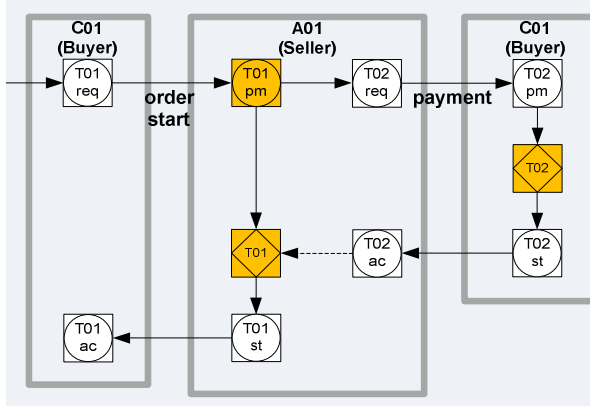 C01
(Buyer)
A01
(Seller)
C01
(Buyer)
T01
req
order
start
T01
pm
T02
req
payment
T02
pm
T02
T01
T02
ac
T02
st
T01
ac
T01
st